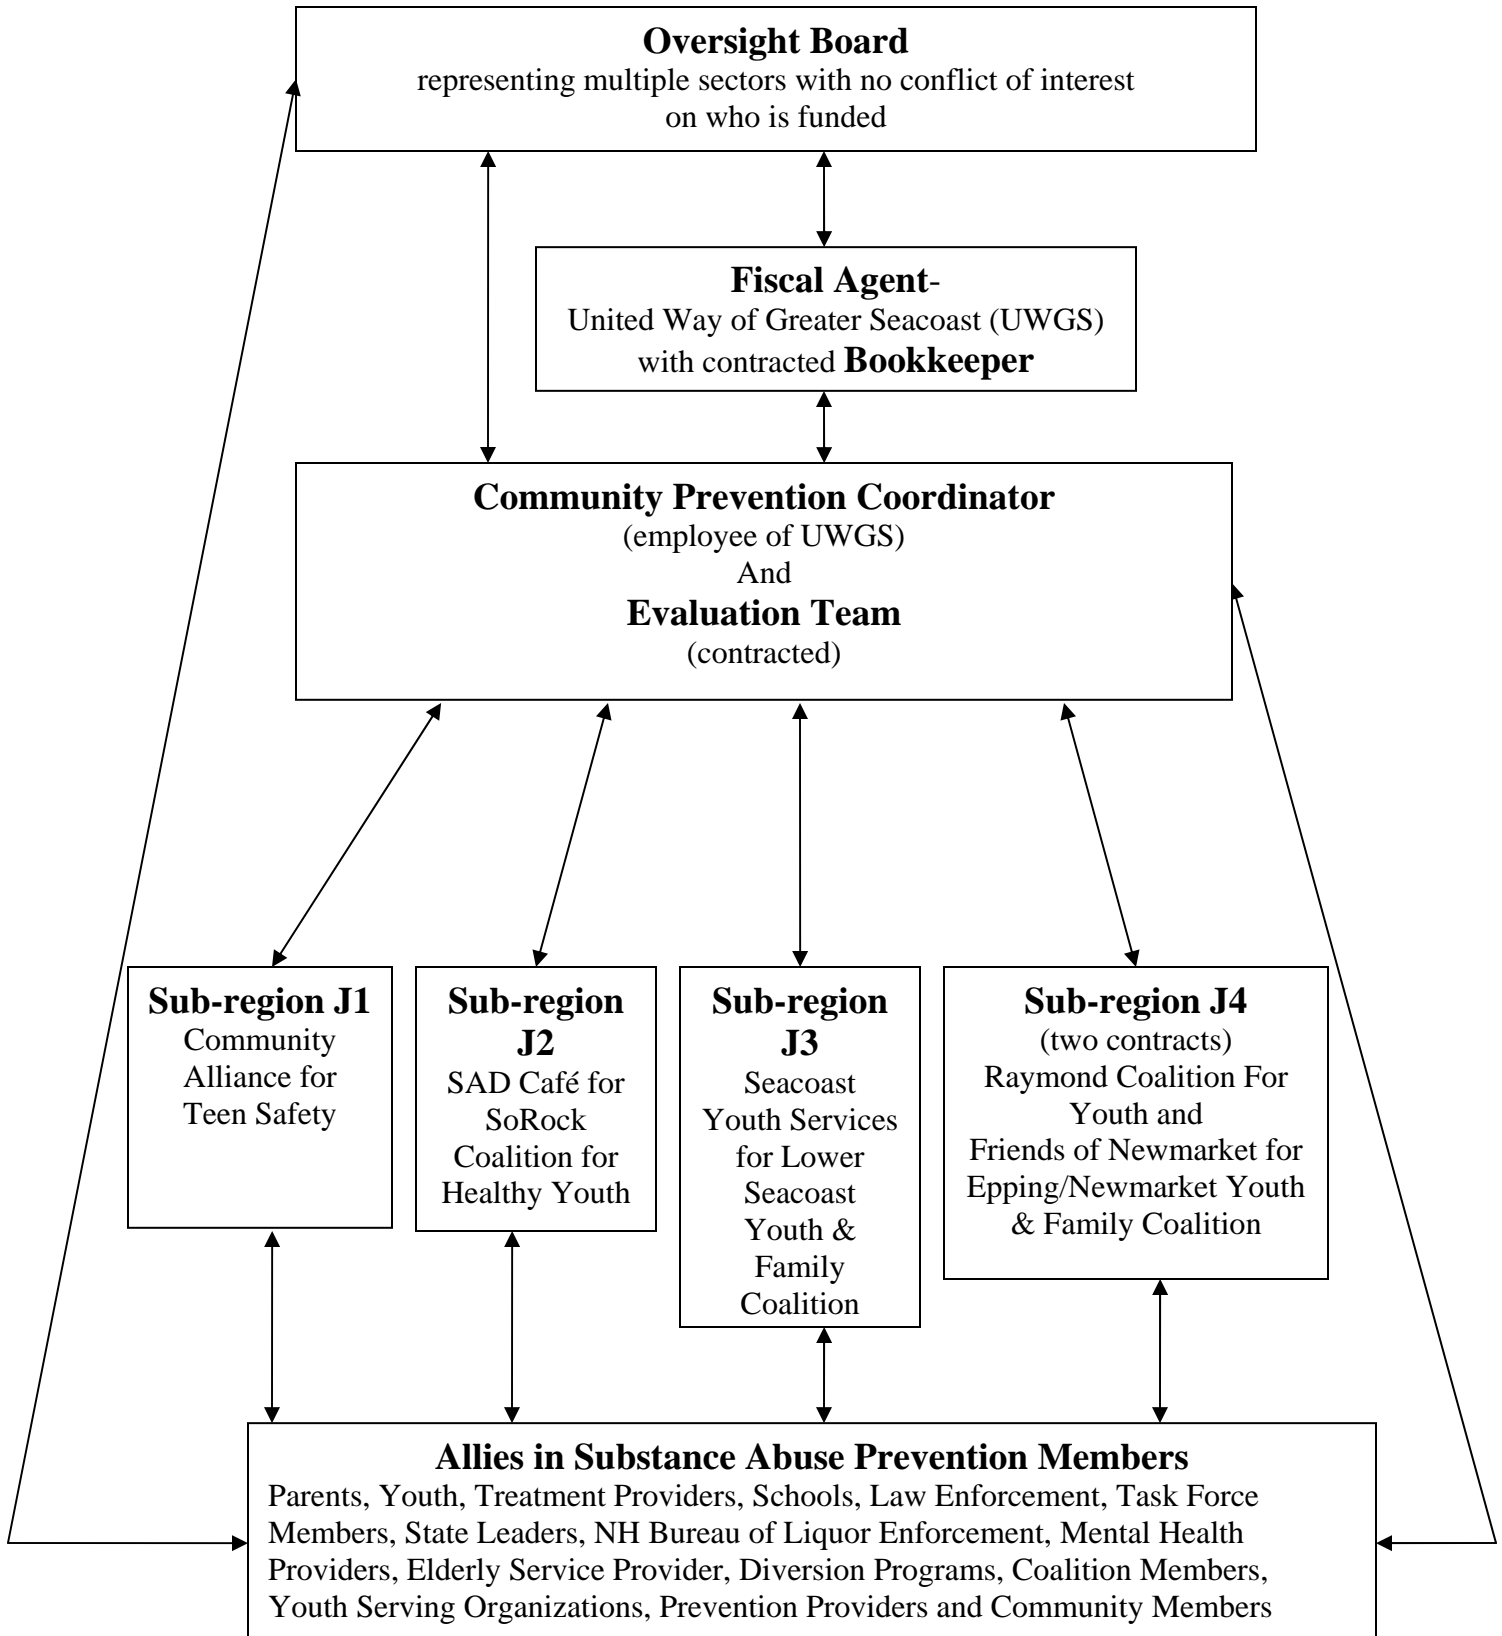 Oversight Board
representing multiple sectors with no conflict of interest
on who is funded
Fiscal Agent-
United Way of Greater Seacoast (UWGS)
with contracted Bookkeeper
Community Prevention Coordinator
(employee of UWGS)
And
Evaluation Team
(contracted)
Sub-region J1
Community
Alliance for
Teen Safety
Sub-region
J2
SAD Café for
SoRock
Coalition for
Healthy Youth
Sub-region
J3
Seacoast
Youth Services
for Lower
Seacoast
Youth &
Family
Coalition
Sub-region J4
(two contracts)
Raymond Coalition For
Youth and
Friends of Newmarket for
Epping/Newmarket Youth
& Family Coalition
Allies in Substance Abuse Prevention Members
Parents, Youth, Treatment Providers, Schools, Law Enforcement, Task Force
Members, State Leaders, NH Bureau of Liquor Enforcement, Mental Health
Providers, Elderly Service Provider, Diversion Programs, Coalition Members,
Youth Serving Organizations, Prevention Providers and Community Members